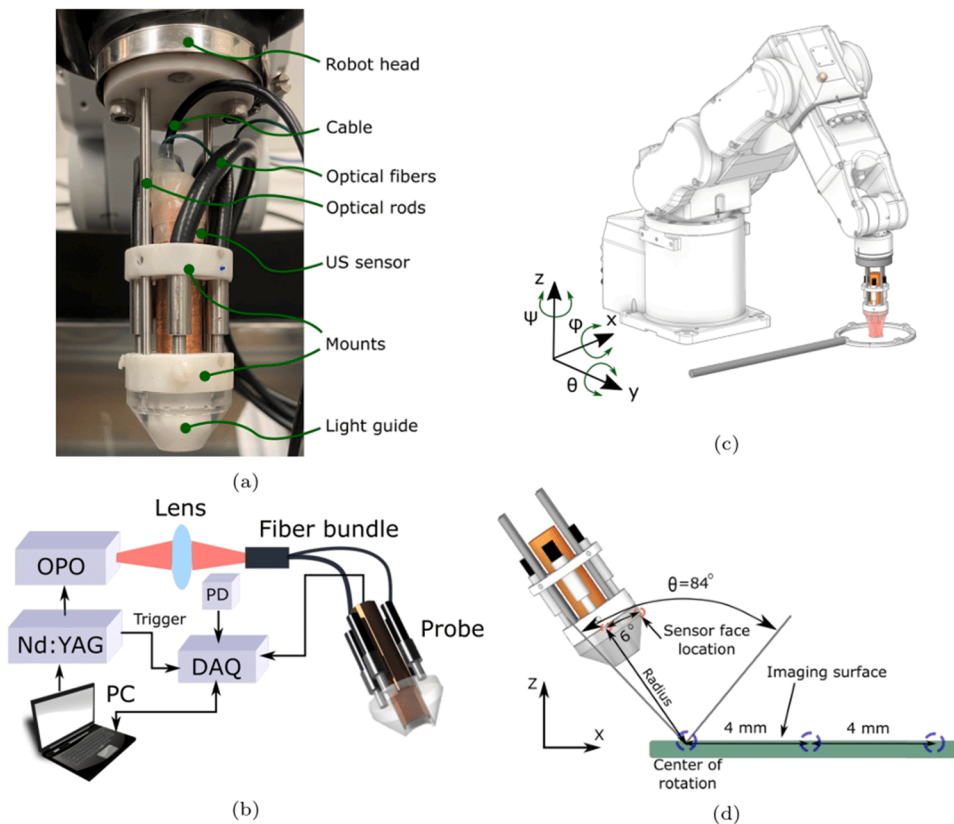 Robot head
Cable
Optical fibers
Optical rods
US sensor
Mounts
Light guide
(a)
z
ψ
φ
x
θ
y
(c)
Lens
Fiber bundle
OPO
PD
Trigger
Nd:YAG
DAQ
Probe
PC
(b)
θ=84°
6°
Sensor face
location
Radius
Imaging surface
Z
X
4 mm
4 mm
Center of
rotation
(d)